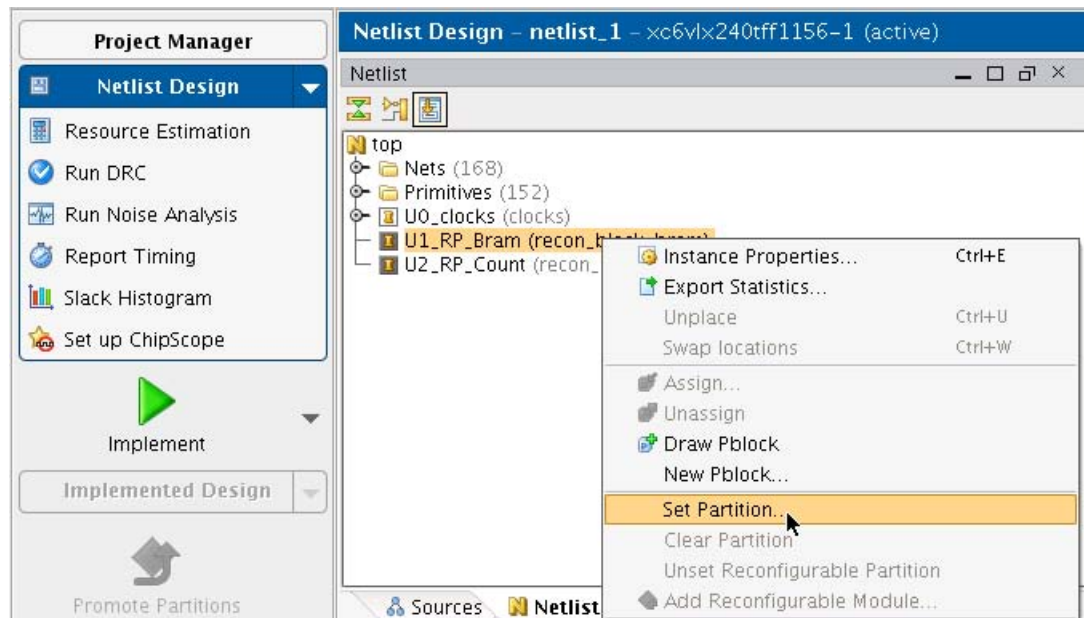 Project Manager
Netlist Design
Resource Estimation
Run DRC
Run Noise Analysis
Report Timing
Slack Histogram
Set up ChipScope
Implement
Implemented Design
Promote Partitions
Netlist Design - netlist_1 - xc6vlx240tff1156-1 (active)
Netlist
top
Nets (168)
Primitives (152)
U0_clocks (clocks)
U1_RP_Bram (recon_block_bram)
U2_RP_Count (recon_
Instance Properties... Ctrl+E
Export Statistics...
Unplace Ctrl+U
Swap locations Ctrl+W
Assign...
Unassign
Draw Pblock
New Pblock...
Set Partition...
Clear Partition
Unset Reconfigurable Partition
Add Reconfigurable Module...
Sources Netlist